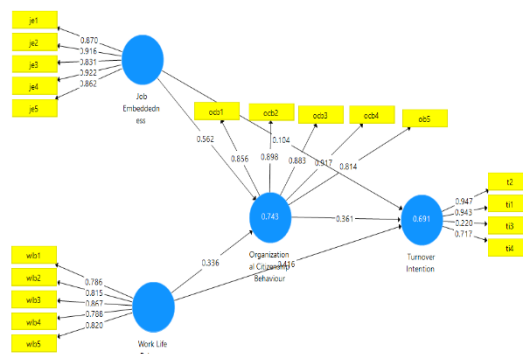 je1
je2
je3
je4
je5
0.870
0.916
0.831
0.922
0.862
Job
Embeddedn
ess
ocb1
ocb2
ocb3
ocb4
ob5
0.562
0.104
0.856
0.898
0.883
0.917
0.814
0.743
Organization
al Citizenship
Behaviour
0.361
0.691
Turnover
Intention
t2
ti1
ti3
ti4
0.947
0.943
0.220
0.717
0.336
0.416
wlb1
wlb2
wlb3
wlb4
wlb5
0.786
0.815
0.867
0.788
0.820
Work Life